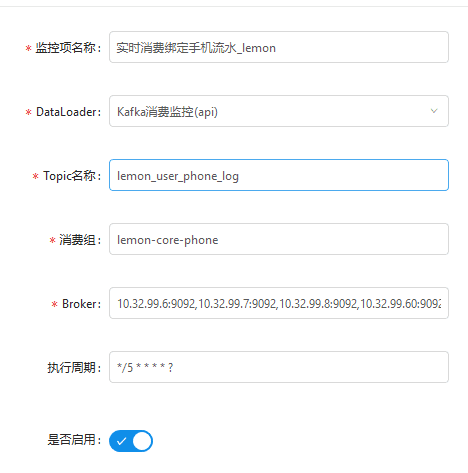 * 监控项名称: 实时消费绑定手机流水_lemon
* DataLoader: Kafka消费监控(api)
* Topic名称: lemon_user_phone_log
* 消费组: lemon-core-phone
* Broker: 10.32.99.6:9092,10.32.99.7:9092,10.32.99.8:9092,10.32.99.60:9092
执行周期: */5 * * * * ?
是否启用: